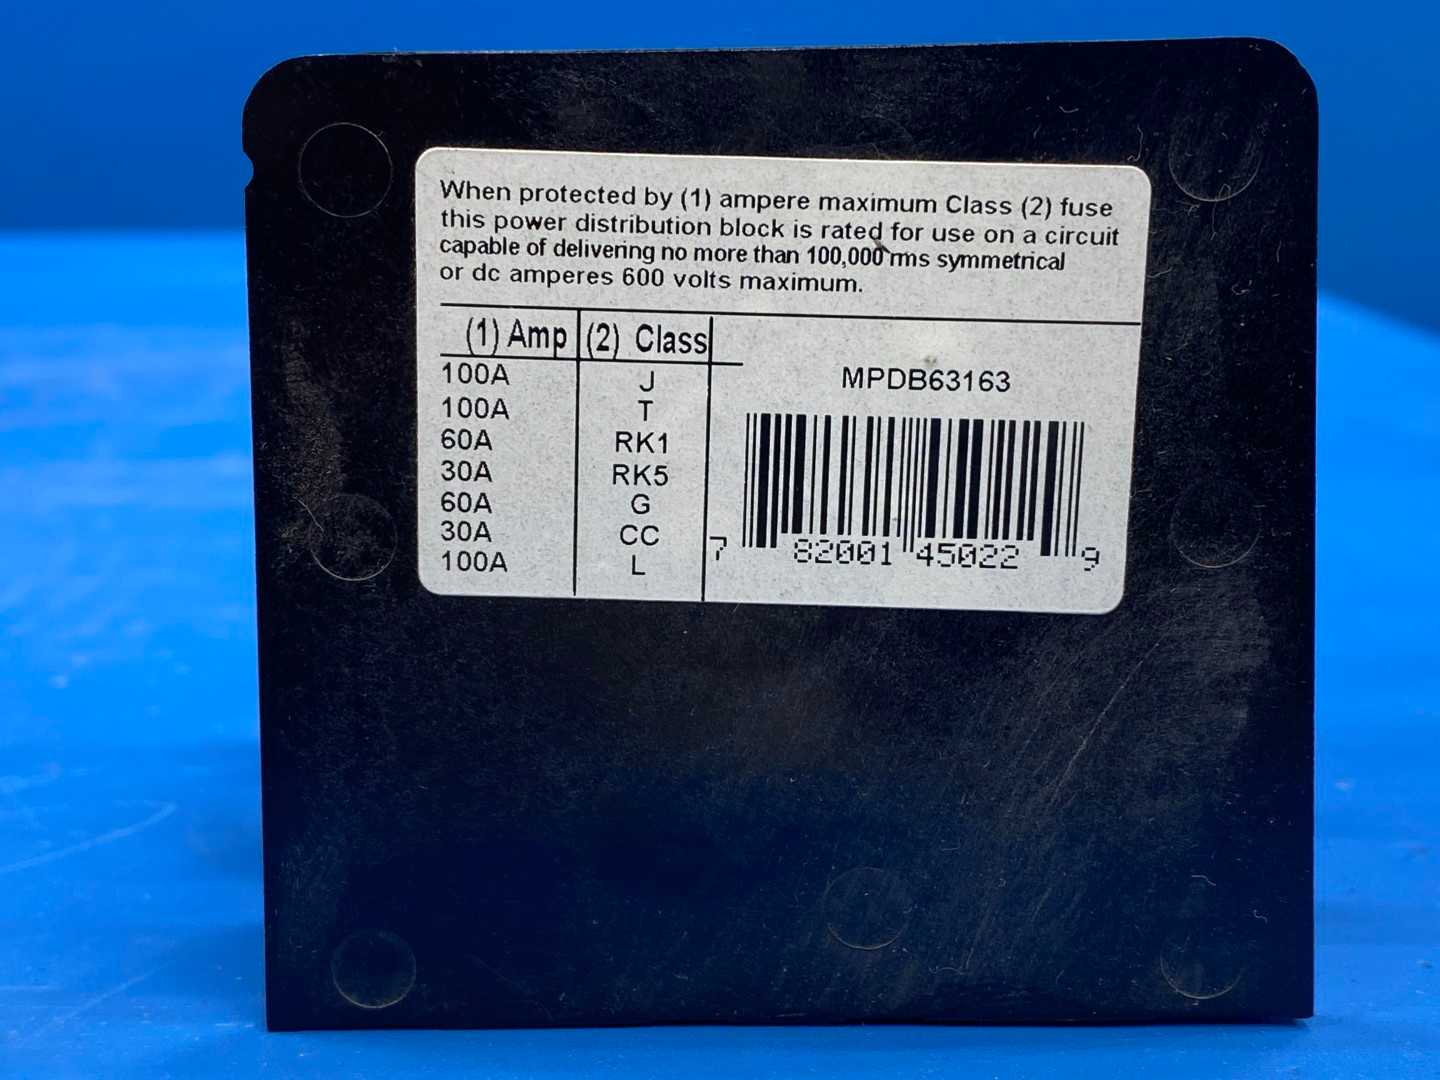 When protected by (1) ampere maximum Class (2) fuse
this power distribution block is rated for use on a circuit
capable of delivering no more than 100,000 rms symmetrical
or dc amperes 600 volts maximum.
(1) Amp (2) Class
100A J
100A T
60A RK1
30A RK5
60A G
30A CC
100A L
MPDB63163
7 82001 45022 9